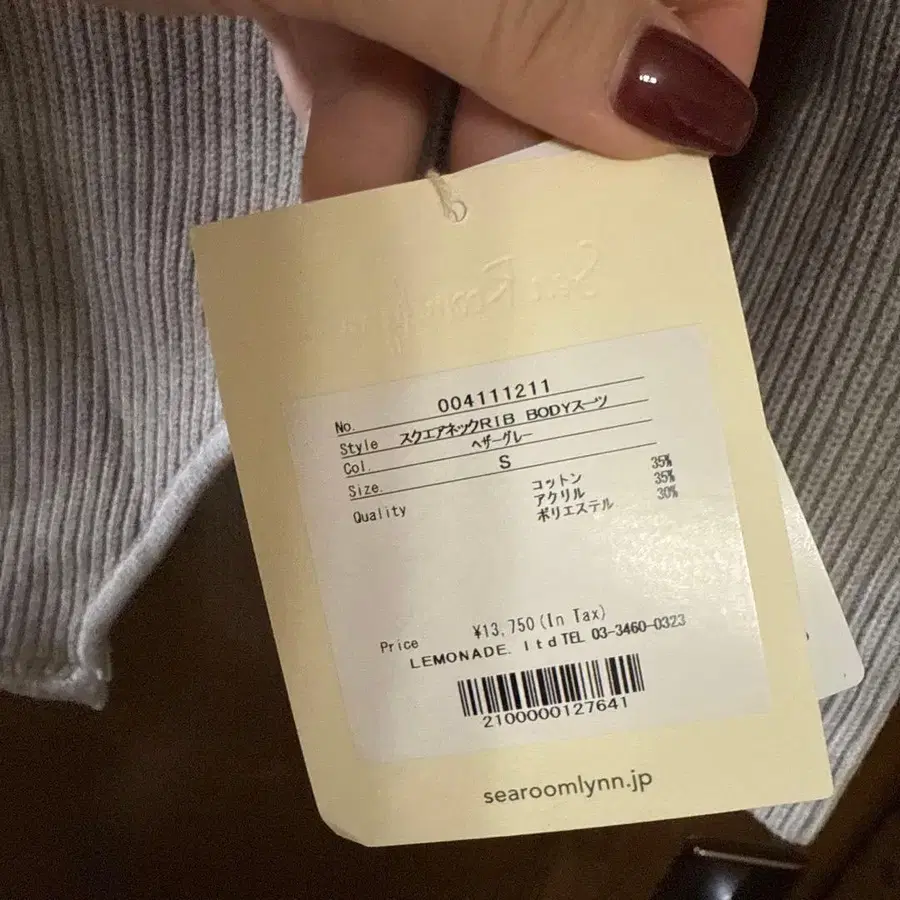 No. 004111211
Style スクエアネックRIB BODYスーツ
Col. ヘザーグレー
Size. S
Quality コットン 35%
アクリル 35%
ポリエステル 30%
Price ¥13,750(In Tax)
LEMONADE. ltd TEL 03-3460-0323
2100000127641
searoomlynn.jp